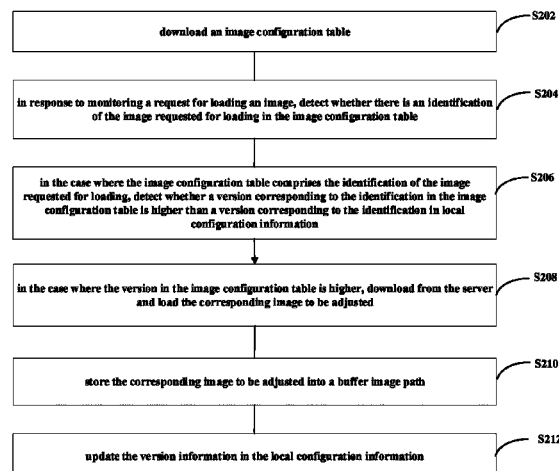 download an image configuration table
S202
in response to monitoring a request for loading an image, detect whether there is an identification
of the image requested for loading in the image configuration table
S204
in the case where the image configuration table comprises the identification of the image
requested for loading, detect whether a version corresponding to the identification in the image
configuration table is higher than a version corresponding to the identification in local
configuration information
S206
in the case where the version in the image configuration table is higher, download from the server
and load the corresponding image to be adjusted
S208
store the corresponding image to be adjusted into a buffer image path
S210
update the version information in the local configuration information
S212